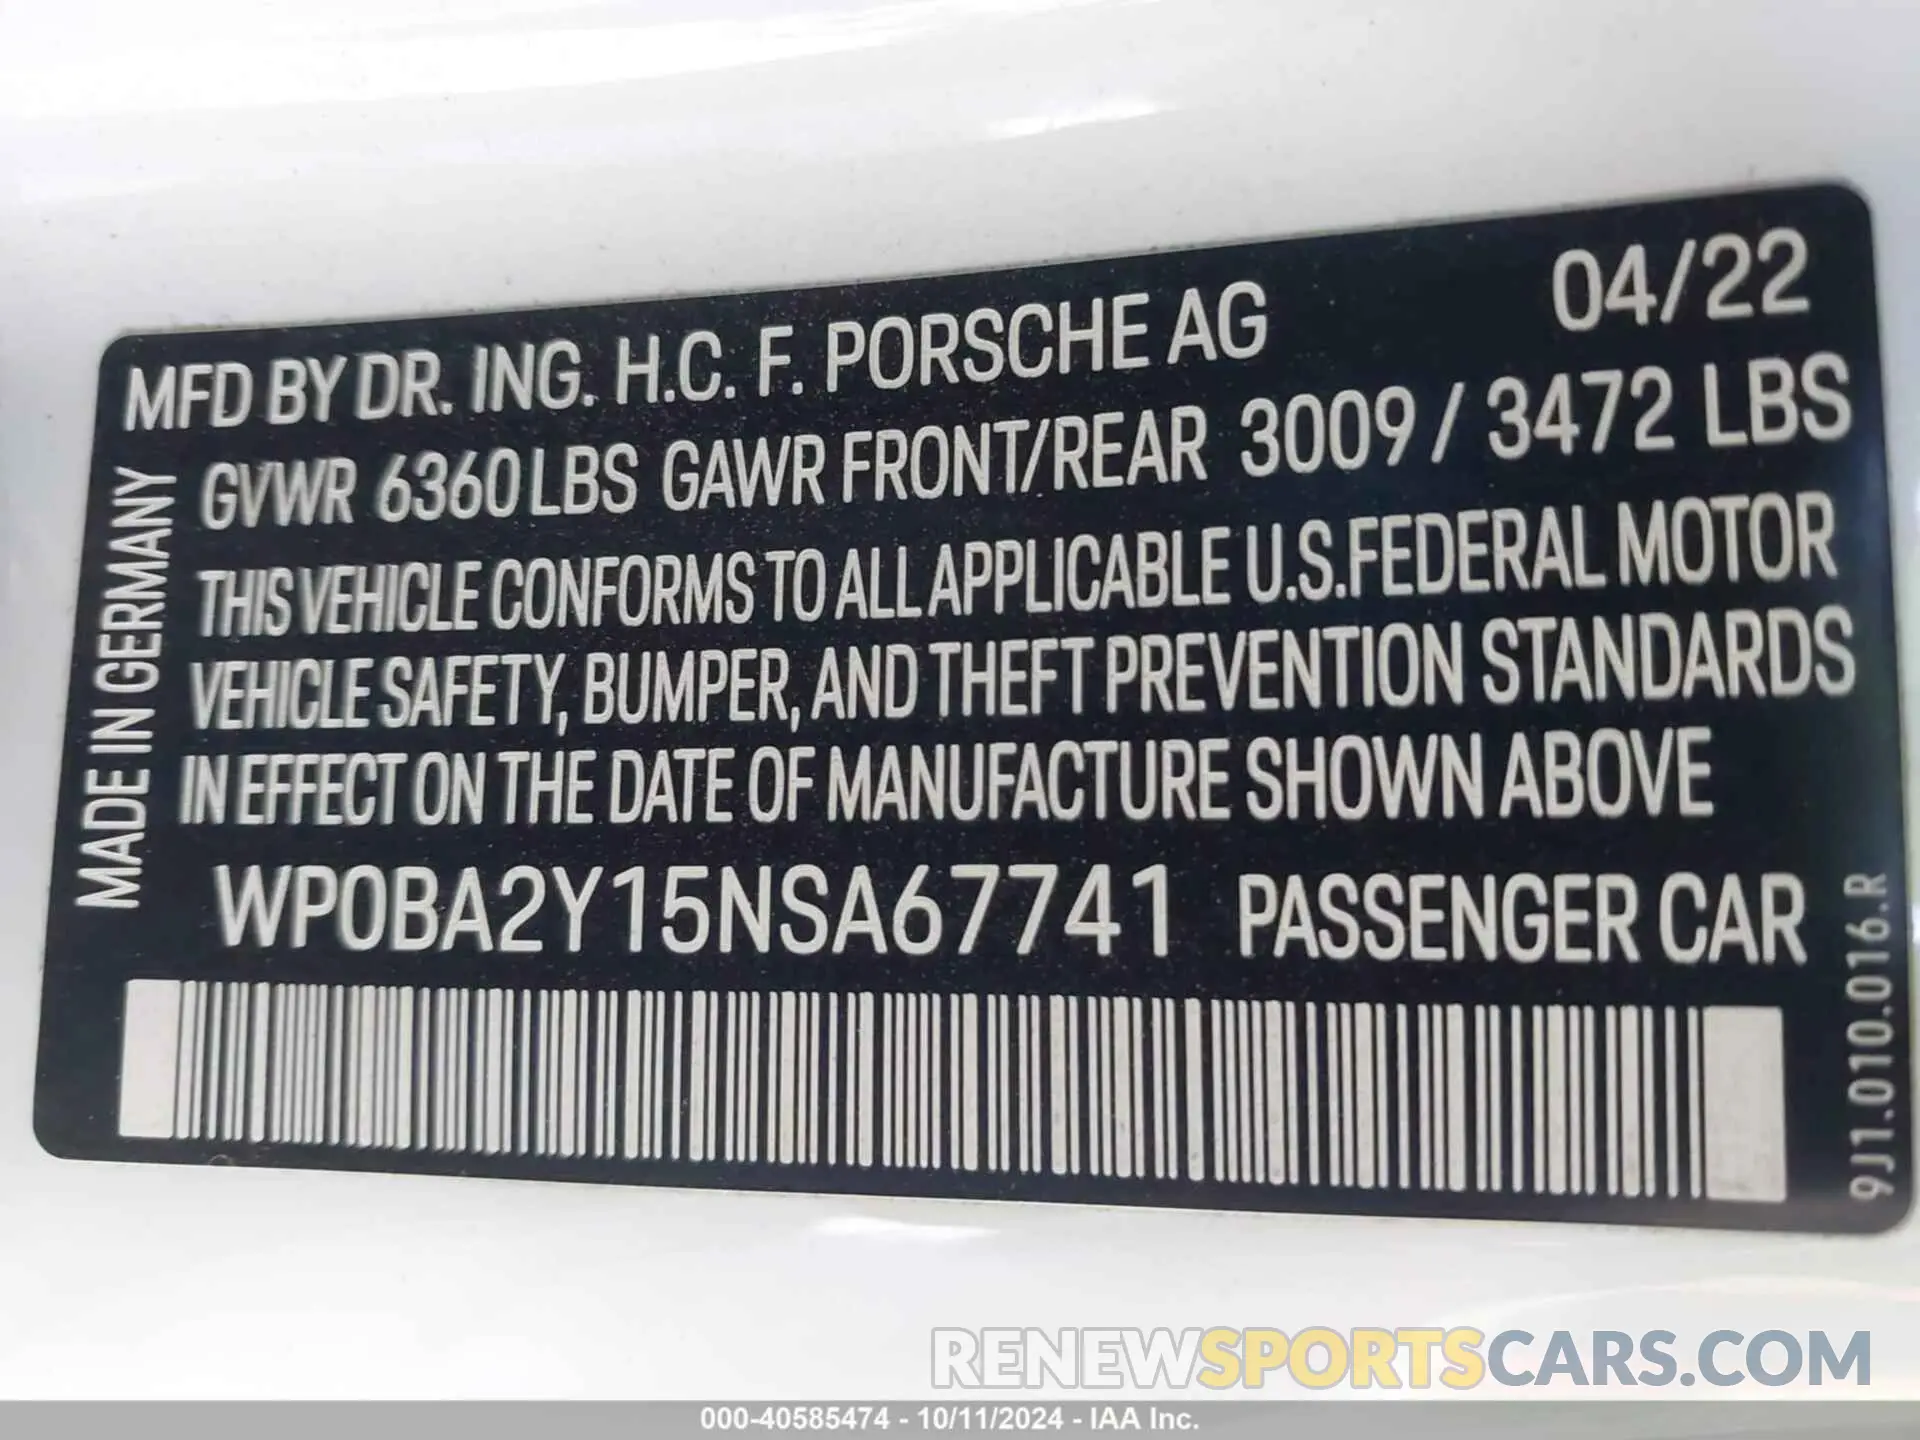 MFD BY DR. ING. H.C. F. PORSCHE AG 04/22
GVWR 6360 LBS GAWR FRONT/REAR 3009 / 3472 LBS
THIS VEHICLE CONFORMS TO ALL APPLICABLE U.S.FEDERAL MOTOR
VEHICLE SAFETY, BUMPER, AND THEFT PREVENTION STANDARDS
IN EFFECT ON THE DATE OF MANUFACTURE SHOWN ABOVE
WP0BA2Y15NSA67741 PASSENGER CAR
MADE IN GERMANY
9J1.010.016.R
RENEWSPORTSCARS.COM
000-40585474 - 10/11/2024 - IAA Inc.